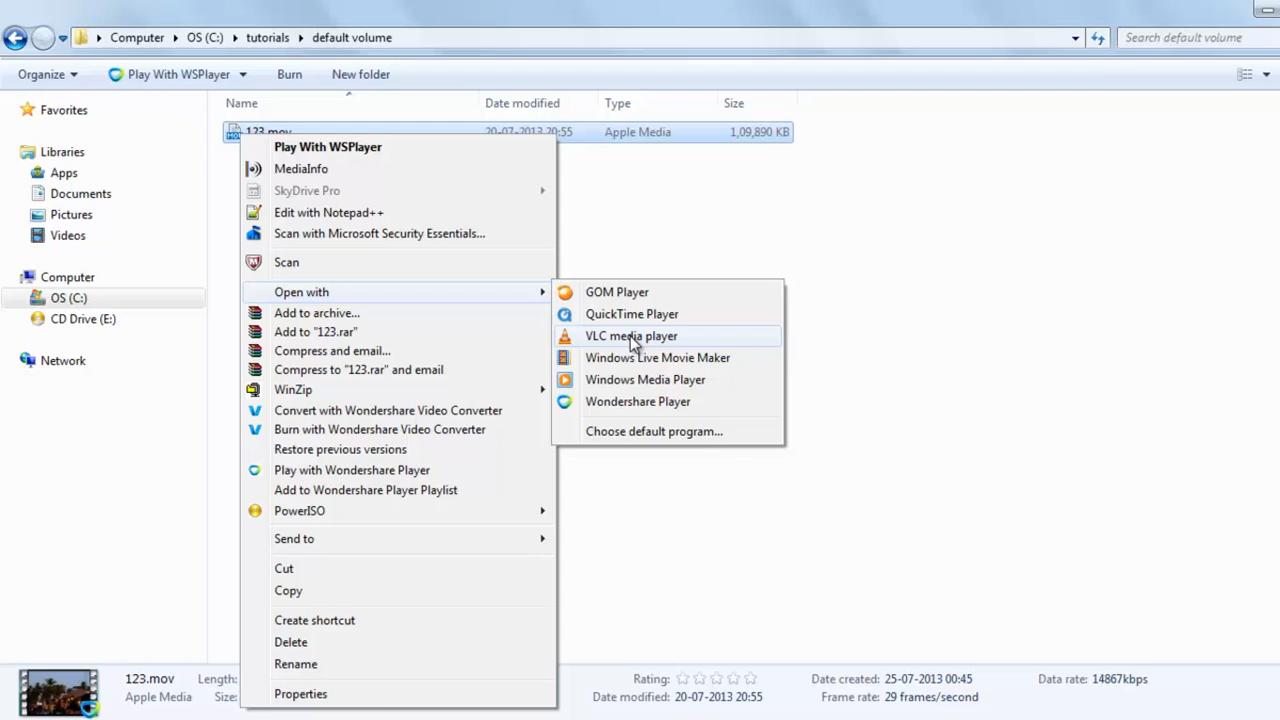 Computer OS (C:) tutorials default volume Search default volume
Organize Play With WSPlayer Burn New folder
Favorites
Libraries
Apps
Documents
Pictures
Videos
Computer
OS (C:)
CD Drive (E:)
Network
Name Date modified Type Size
123.mov 20-07-2013 20:55 Apple Media 1,09,890 KB
Play With WSPlayer
MediaInfo
SkyDrive Pro
Edit with Notepad++
Scan with Microsoft Security Essentials...
Scan
Open with
Add to archive...
Add to "123.rar"
Compress and email...
Compress to "123.rar" and email
WinZip
Convert with Wondershare Video Converter
Burn with Wondershare Video Converter
Restore previous versions
Play with Wondershare Player
Add to Wondershare Player Playlist
PowerISO
Send to
Cut
Copy
Create shortcut
Delete
Rename
Properties
GOM Player
QuickTime Player
VLC media player
Windows Live Movie Maker
Windows Media Player
Wondershare Player
Choose default program...
123.mov Length: Rating: Date created: 25-07-2013 00:45 Data rate: 14867kbps
Apple Media Size: Date modified: 20-07-2013 20:55 Frame rate: 29 frames/second